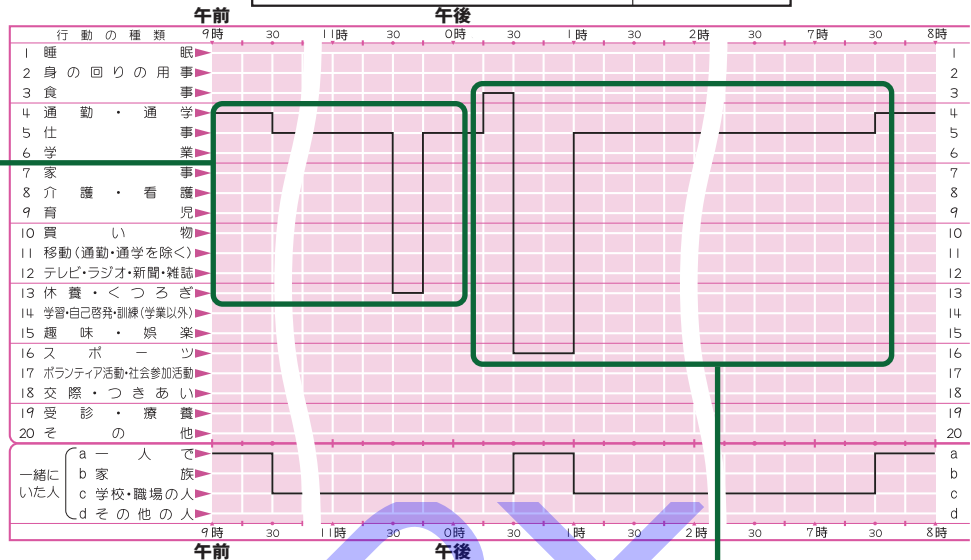 午前 午後
行動の種類 9時 30 11時 30 0時 30 1時 30 2時 30 7時 30 8時
1 睡眠 1
2 身の回りの用事 2
3 食事 3
4 通勤・通学 4
5 仕事 5
6 学業 6
7 家事 7
8 介護・看護 8
9 育児 9
10 買い物 10
11 移動(通勤・通学を除く) 11
12 テレビ・ラジオ・新聞・雑誌 12
13 休養・くつろぎ 13
14 学習・自己啓発・訓練(学業以外) 14
15 趣味・娯楽 15
16 スポーツ 16
17 ボランティア活動・社会参加活動 17
18 交際・つきあい 18
19 受診・療養 19
20 その他 20
一緒にいた人
a 一人で a
b 家族 b
c 学校・職場の人 c
d その他の人 d
9時 30 11時 30 0時 30 1時 30 2時 30 7時 30 8時
午前 午後